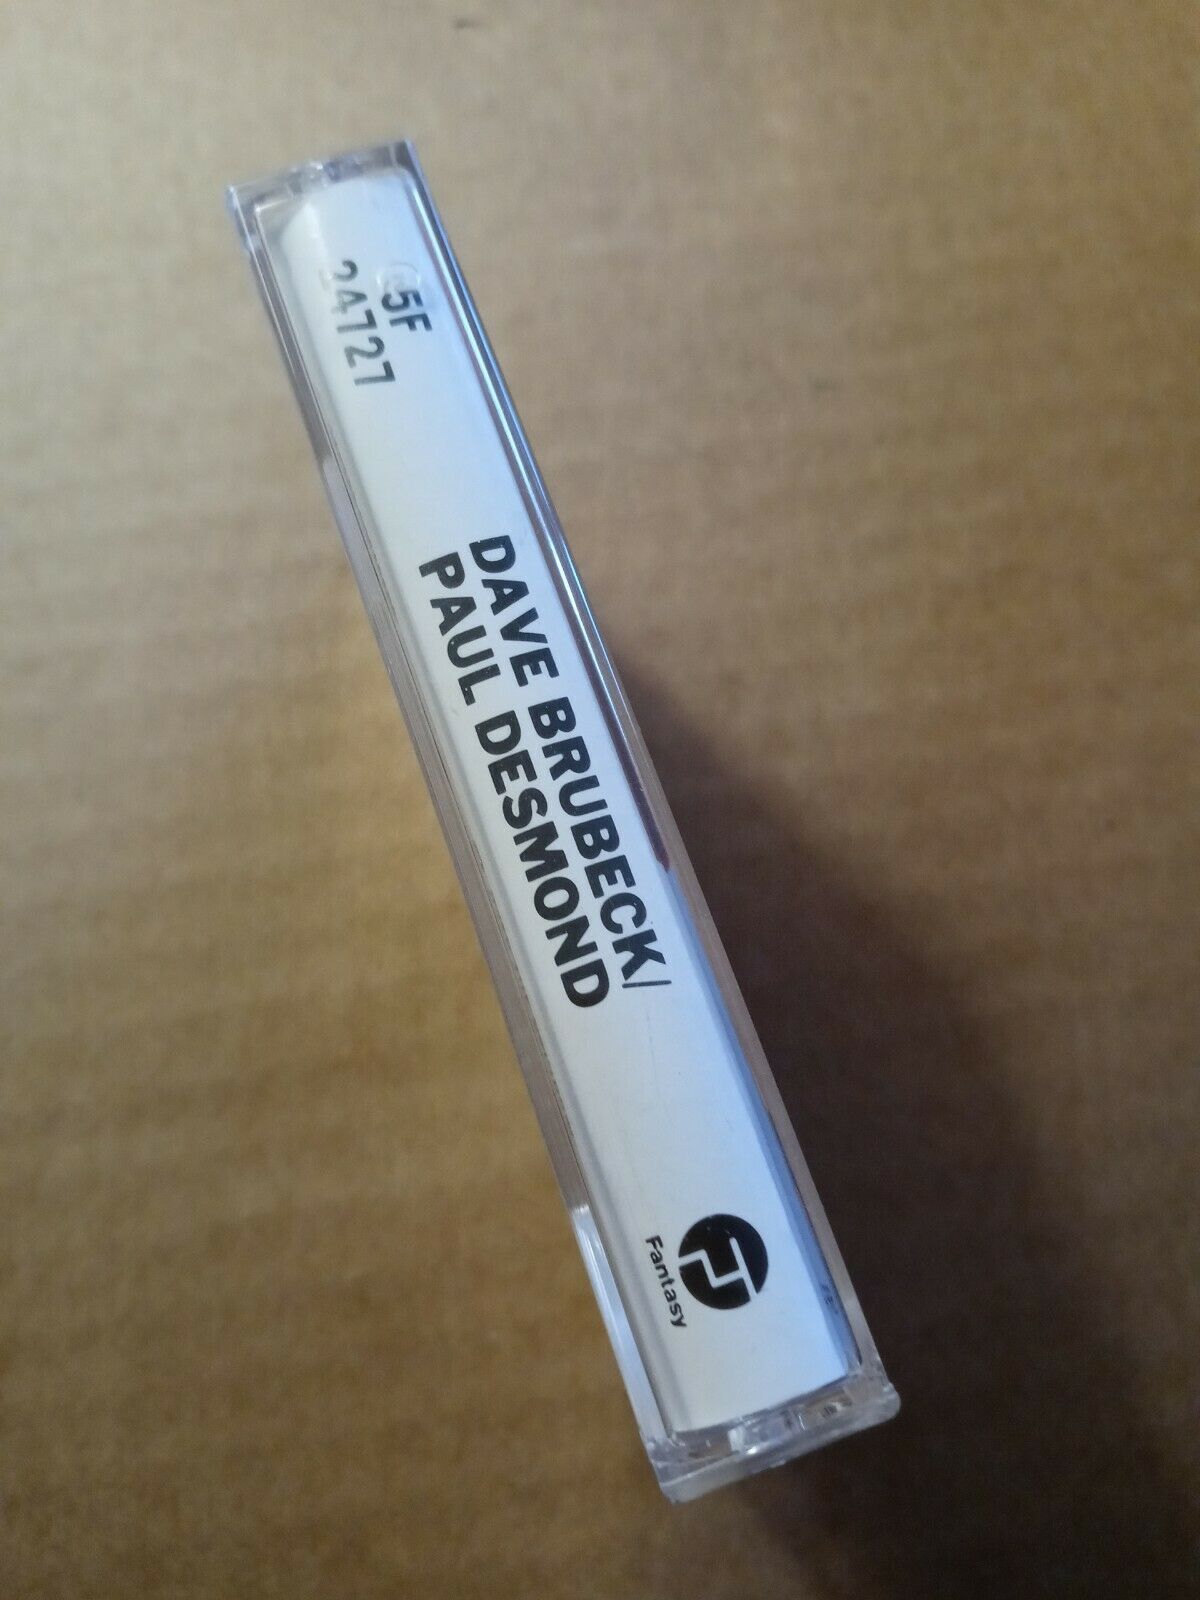 5F
24727
DAVE BRUBECK/
PAUL DESMOND
Fantasy